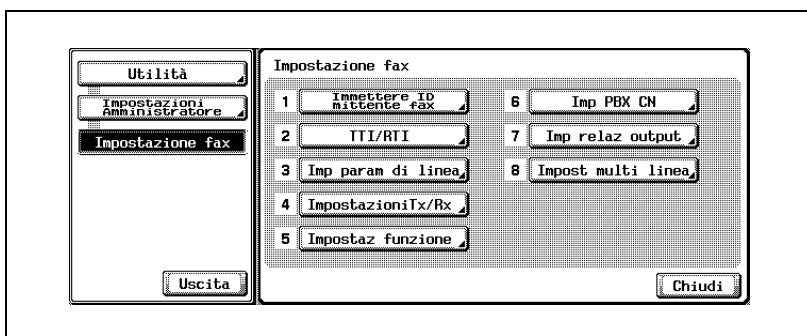 Utilità
Impostazioni
Amministratore
Impostazione fax
Uscita
Impostazione fax
1 Immettere ID
mittente fax
2 TTI/RTI
3 Imp param di linea
4 ImpostazioniTx/Rx
5 Impostaz funzione
6 Imp PBX CN
7 Imp relaz output
8 Impost multi linea
Chiudi